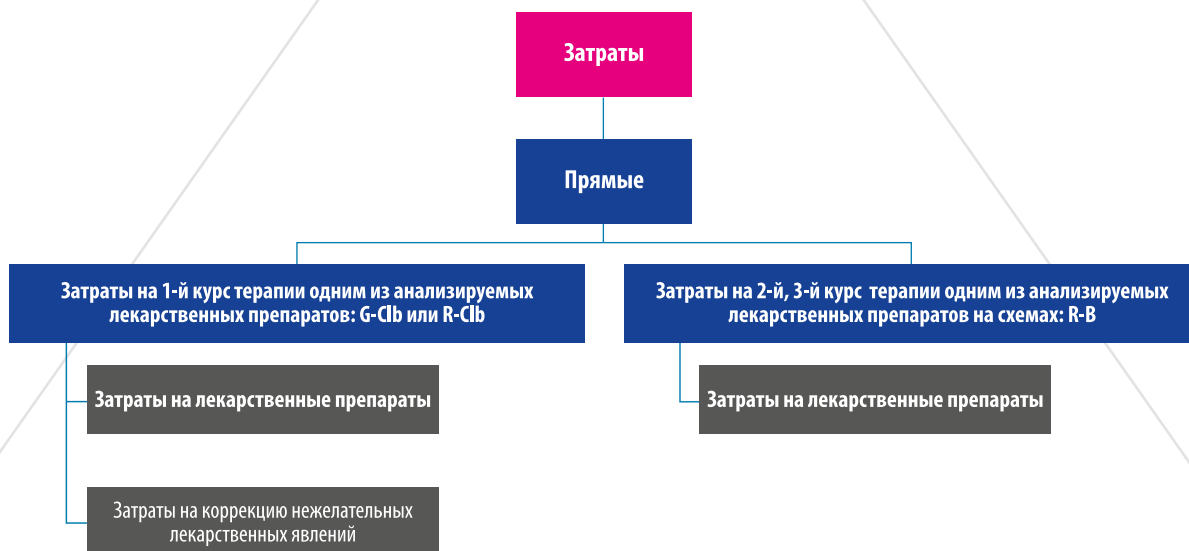 Затраты
Прямые
Затраты на 1-й курс терапии одним из анализируемых
лекарственных препаратов: G-Clb или R-Clb
Затраты на 2-й, 3-й курс терапии одним из анализируемых
лекарственных препаратов на схемах: R-B
Затраты на лекарственные препараты
Затраты на лекарственные препараты
Затраты на коррекцию нежелательных
лекарственных явлений